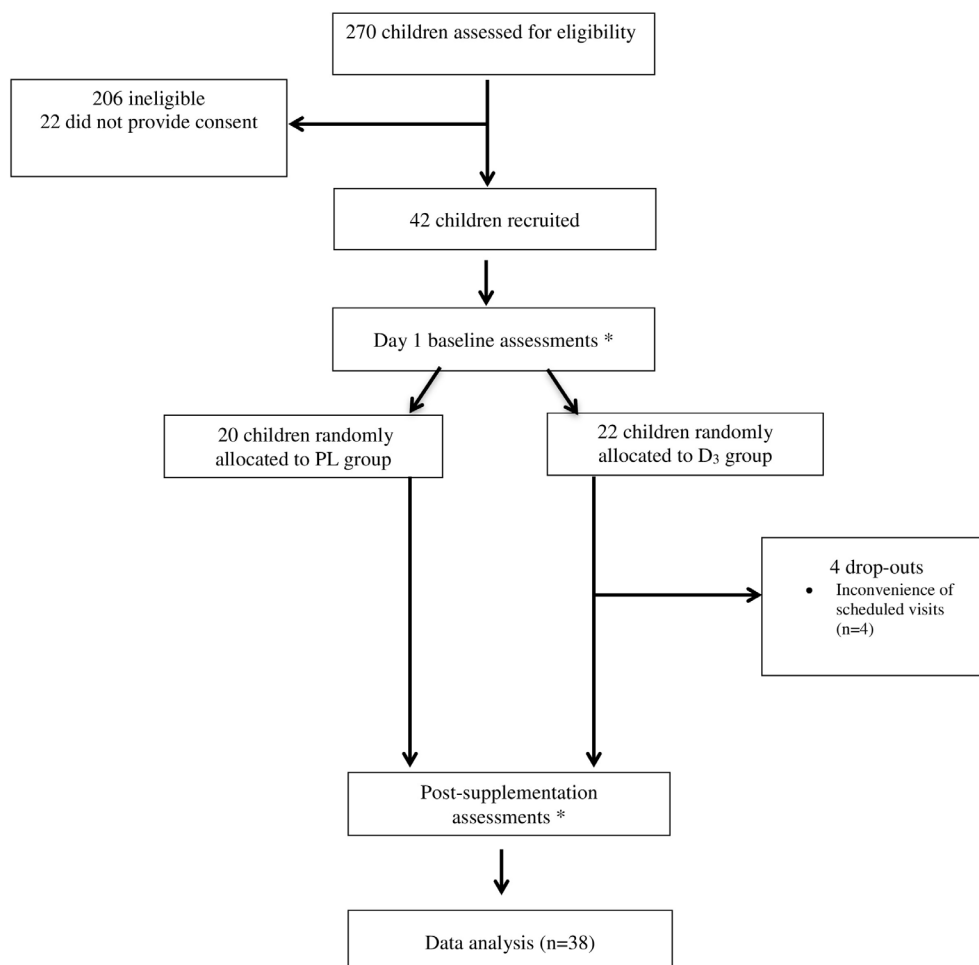 270 children assessed for eligibility
206 ineligible
22 did not provide consent
42 children recruited
Day 1 baseline assessments *
20 children randomly
allocated to PL group
22 children randomly
allocated to D₃ group
4 drop-outs
• Inconvenience of
scheduled visits
(n=4)
Post-supplementation
assessments *
Data analysis (n=38)